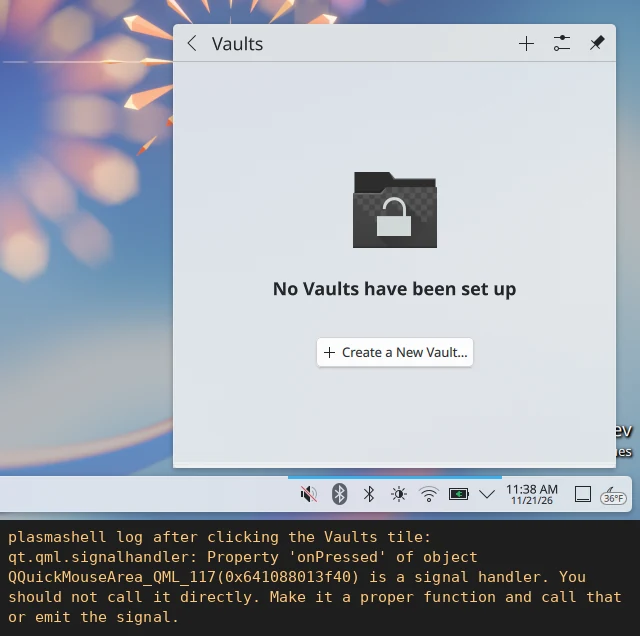 Vaults
No Vaults have been set up
Create a New Vault...
ev
es
11:38 AM
11/21/26
36°F
plasmashell log after clicking the Vaults tile:
qt.qml.signalhandler: Property 'onPressed' of object
QQuickMouseArea_QML_117(0x641088013f40) is a signal handler. You
should not call it directly. Make it a proper function and call that
or emit the signal.